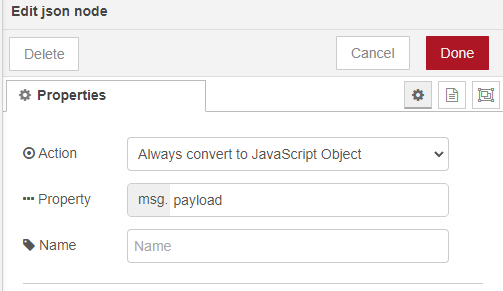 Edit json node
Delete
Cancel
Done
Properties
Action
Always convert to JavaScript Object
Property
msg. payload
Name
Name